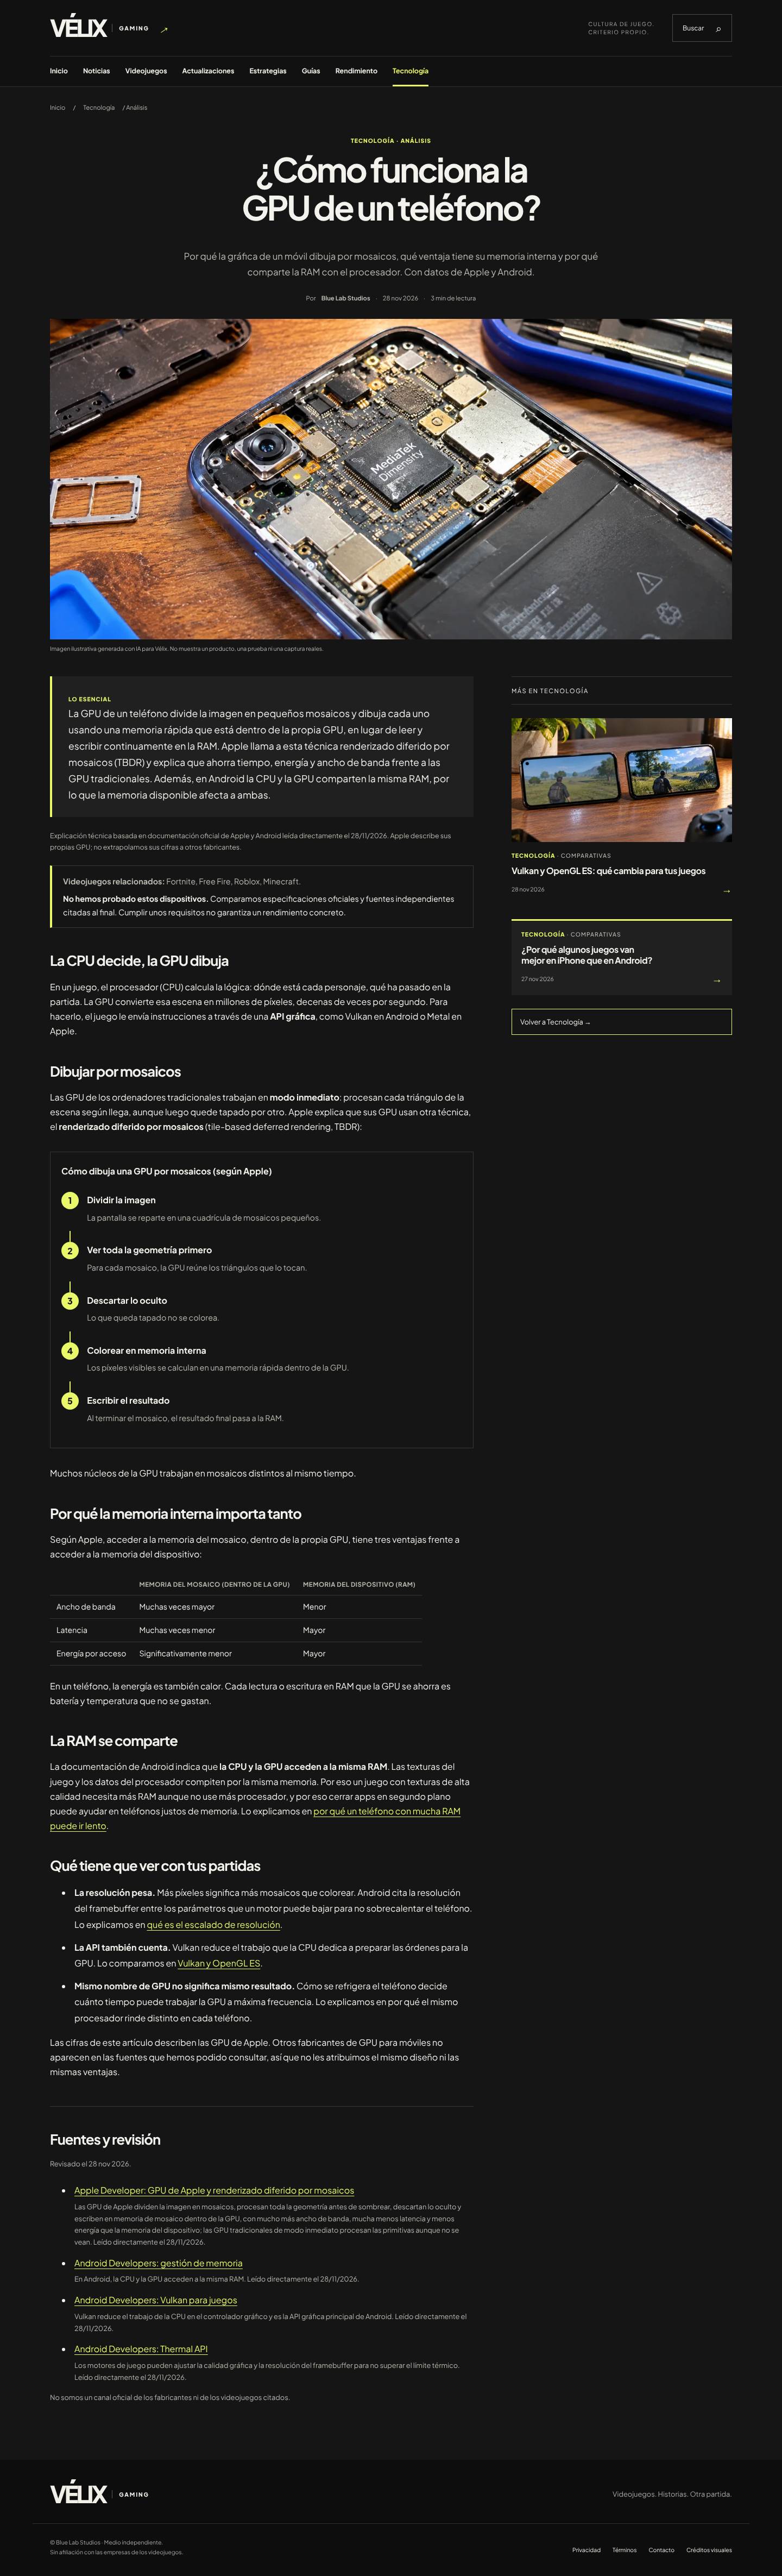 VÉLIX GAMING
CULTURA DE JUEGO.
CRITERIO PROPIO.
Buscar
Inicio Noticias Videojuegos Actualizaciones Estrategias Guías Rendimiento Tecnología
Inicio / Tecnología / Análisis
TECNOLOGÍA · ANÁLISIS
¿Cómo funciona la
GPU de un teléfono?
Por qué la gráfica de un móvil dibuja por mosaicos, qué ventaja tiene su memoria interna y por qué
comparte la RAM con el procesador. Con datos de Apple y Android.
Por Blue Lab Studios · 28 nov 2026 · 3 min de lectura
MediaTek
Dimensity
Imagen ilustrativa generada con IA para Vélix. No muestra un producto, una prueba ni una captura reales.
LO ESENCIAL
La GPU de un teléfono divide la imagen en pequeños mosaicos y dibuja cada uno
usando una memoria rápida que está dentro de la propia GPU, en lugar de leer y
escribir continuamente en la RAM. Apple llama a esta técnica renderizado diferido por
mosaicos (TBDR) y explica que ahorra tiempo, energía y ancho de banda frente a las
GPU tradicionales. Además, en Android la CPU y la GPU comparten la misma RAM, por
lo que la memoria disponible afecta a ambas.
Explicación técnica basada en documentación oficial de Apple y Android leída directamente el 28/11/2026. Apple describe sus
propias GPU; no extrapolamos sus cifras a otros fabricantes.
Videojuegos relacionados: Fortnite, Free Fire, Roblox, Minecraft.
No hemos probado estos dispositivos. Comparamos especificaciones oficiales y fuentes independientes
citadas al final. Cumplir unos requisitos no garantiza un rendimiento concreto.
La CPU decide, la GPU dibuja
En un juego, el procesador (CPU) calcula la lógica: dónde está cada personaje, qué ha pasado en la
partida. La GPU convierte esa escena en millones de píxeles, decenas de veces por segundo. Para
hacerlo, el juego le envía instrucciones a través de una API gráfica, como Vulkan en Android o Metal en
Apple.
Dibujar por mosaicos
Las GPU de los ordenadores tradicionales trabajan en modo inmediato: procesan cada triángulo de la
escena según llega, aunque luego quede tapado por otro. Apple explica que sus GPU usan otra técnica,
el renderizado diferido por mosaicos (tile-based deferred rendering, TBDR):
Cómo dibuja una GPU por mosaicos (según Apple)
1 Dividir la imagen
La pantalla se reparte en una cuadrícula de mosaicos pequeños.
2 Ver toda la geometría primero
Para cada mosaico, la GPU reúne los triángulos que lo tocan.
3 Descartar lo oculto
Lo que queda tapado no se colorea.
4 Colorear en memoria interna
Los píxeles visibles se calculan en una memoria rápida dentro de la GPU.
5 Escribir el resultado
Al terminar el mosaico, el resultado final pasa a la RAM.
Muchos núcleos de la GPU trabajan en mosaicos distintos al mismo tiempo.
Por qué la memoria interna importa tanto
Según Apple, acceder a la memoria del mosaico, dentro de la propia GPU, tiene tres ventajas frente a
acceder a la memoria del dispositivo:
MEMORIA DEL MOSAICO (DENTRO DE LA GPU) MEMORIA DEL DISPOSITIVO (RAM)
Ancho de banda Muchas veces mayor Menor
Latencia Muchas veces menor Mayor
Energía por acceso Significativamente menor Mayor
En un teléfono, la energía es también calor. Cada lectura o escritura en RAM que la GPU se ahorra es
batería y temperatura que no se gastan.
La RAM se comparte
La documentación de Android indica que la CPU y la GPU acceden a la misma RAM. Las texturas del
juego y los datos del procesador compiten por la misma memoria. Por eso un juego con texturas de alta
calidad necesita más RAM aunque no use más procesador, y por eso cerrar apps en segundo plano
puede ayudar en teléfonos justos de memoria. Lo explicamos en por qué un teléfono con mucha RAM
puede ir lento.
Qué tiene que ver con tus partidas
La resolución pesa. Más píxeles significa más mosaicos que colorear. Android cita la resolución
del framebuffer entre los parámetros que un motor puede bajar para no sobrecalentar el teléfono.
Lo explicamos en qué es el escalado de resolución.
La API también cuenta. Vulkan reduce el trabajo que la CPU dedica a preparar las órdenes para la
GPU. Lo comparamos en Vulkan y OpenGL ES.
Mismo nombre de GPU no significa mismo resultado. Cómo se refrigera el teléfono decide
cuánto tiempo puede trabajar la GPU a máxima frecuencia. Lo explicamos en por qué el mismo
procesador rinde distinto en cada teléfono.
Las cifras de este artículo describen las GPU de Apple. Otros fabricantes de GPU para móviles no
aparecen en las fuentes que hemos podido consultar, así que no les atribuimos el mismo diseño ni las
mismas ventajas.
Fuentes y revisión
Revisado el 28 nov 2026.
Apple Developer: GPU de Apple y renderizado diferido por mosaicos
Las GPU de Apple dividen la imagen en mosaicos, procesan toda la geometría antes de sombrear, descartan lo oculto y
escriben en memoria de mosaico dentro de la GPU, con mucho más ancho de banda, mucha menos latencia y menos
energía que la memoria del dispositivo; las GPU tradicionales de modo inmediato procesan las primitivas aunque no se
vean. Leído directamente el 28/11/2026.
Android Developers: gestión de memoria
En Android, la CPU y la GPU acceden a la misma RAM. Leído directamente el 28/11/2026.
Android Developers: Vulkan para juegos
Vulkan reduce el trabajo de la CPU en el controlador gráfico y es la API gráfica principal de Android. Leído directamente el
28/11/2026.
Android Developers: Thermal API
Los motores de juego pueden ajustar la calidad gráfica y la resolución del framebuffer para no superar el límite térmico.
Leído directamente el 28/11/2026.
No somos un canal oficial de los fabricantes ni de los videojuegos citados.
MÁS EN TECNOLOGÍA
TECNOLOGÍA · COMPARATIVAS
Vulkan y OpenGL ES: qué cambia para tus juegos
28 nov 2026 →
TECNOLOGÍA · COMPARATIVAS
¿Por qué algunos juegos van
mejor en iPhone que en Android?
27 nov 2026 →
Volver a Tecnología →
VÉLIX GAMING
Videojuegos. Historias. Otra partida.
© Blue Lab Studios · Medio independiente.
Sin afiliación con las empresas de los videojuegos.
Privacidad Términos Contacto Créditos visuales